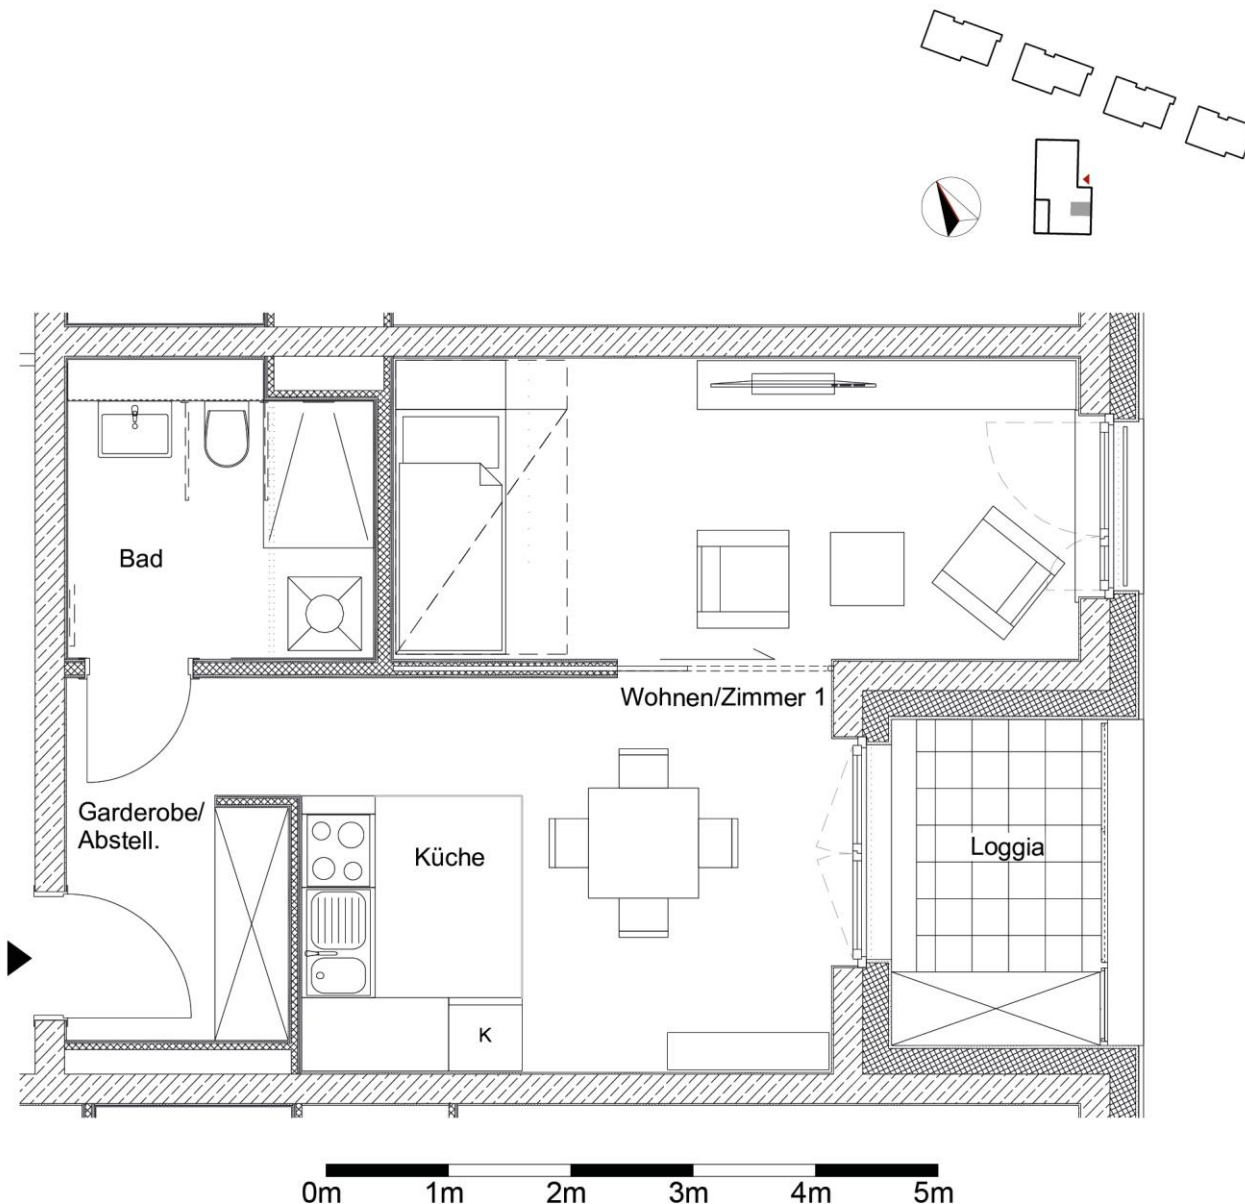 Bad
Wohnen/Zimmer 1
Garderobe/
Abstell.
Küche
Loggia
K
0m 1m 2m 3m 4m 5m